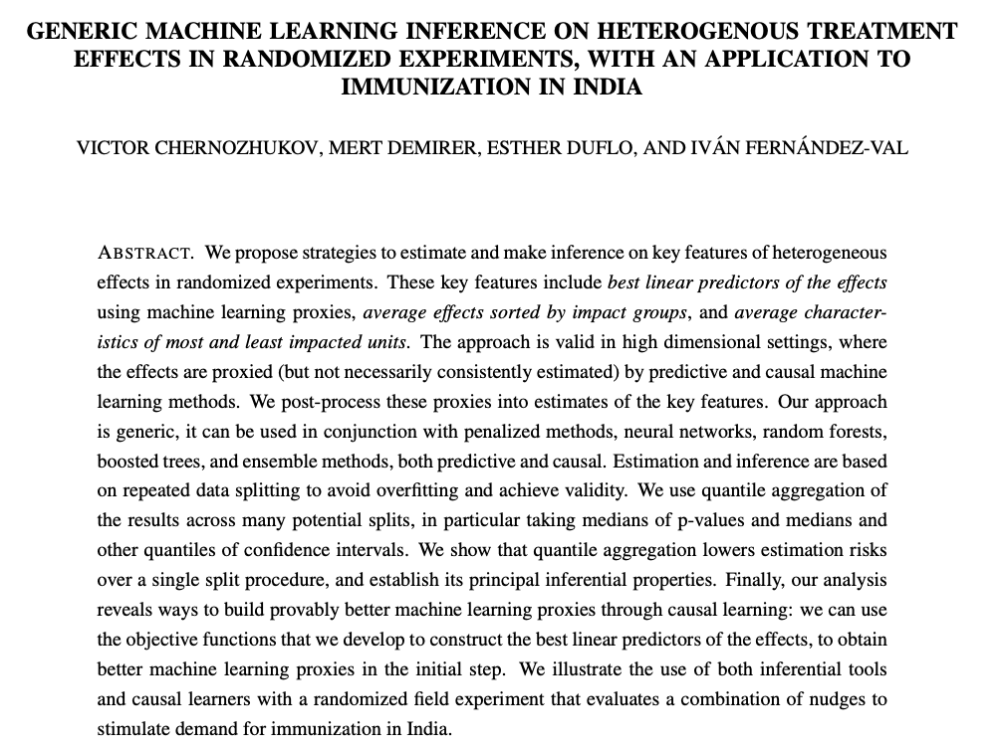 GENERIC MACHINE LEARNING INFERENCE ON HETEROGENOUS TREATMENT
EFFECTS IN RANDOMIZED EXPERIMENTS, WITH AN APPLICATION TO
IMMUNIZATION IN INDIA
VICTOR CHERNOZHUKOV, MERT DEMIRER, ESTHER DUFLO, AND IVÁN FERNÁNDEZ-VAL
ABSTRACT. We propose strategies to estimate and make inference on key features of heterogeneous
effects in randomized experiments. These key features include best linear predictors of the effects
using machine learning proxies, average effects sorted by impact groups, and average character-
istics of most and least impacted units. The approach is valid in high dimensional settings, where
the effects are proxied (but not necessarily consistently estimated) by predictive and causal machine
learning methods. We post-process these proxies into estimates of the key features. Our approach
is generic, it can be used in conjunction with penalized methods, neural networks, random forests,
boosted trees, and ensemble methods, both predictive and causal. Estimation and inference are based
on repeated data splitting to avoid overfitting and achieve validity. We use quantile aggregation of
the results across many potential splits, in particular taking medians of p-values and medians and
other quantiles of confidence intervals. We show that quantile aggregation lowers estimation risks
over a single split procedure, and establish its principal inferential properties. Finally, our analysis
reveals ways to build provably better machine learning proxies through causal learning: we can use
the objective functions that we develop to construct the best linear predictors of the effects, to obtain
better machine learning proxies in the initial step. We illustrate the use of both inferential tools
and causal learners with a randomized field experiment that evaluates a combination of nudges to
stimulate demand for immunization in India.